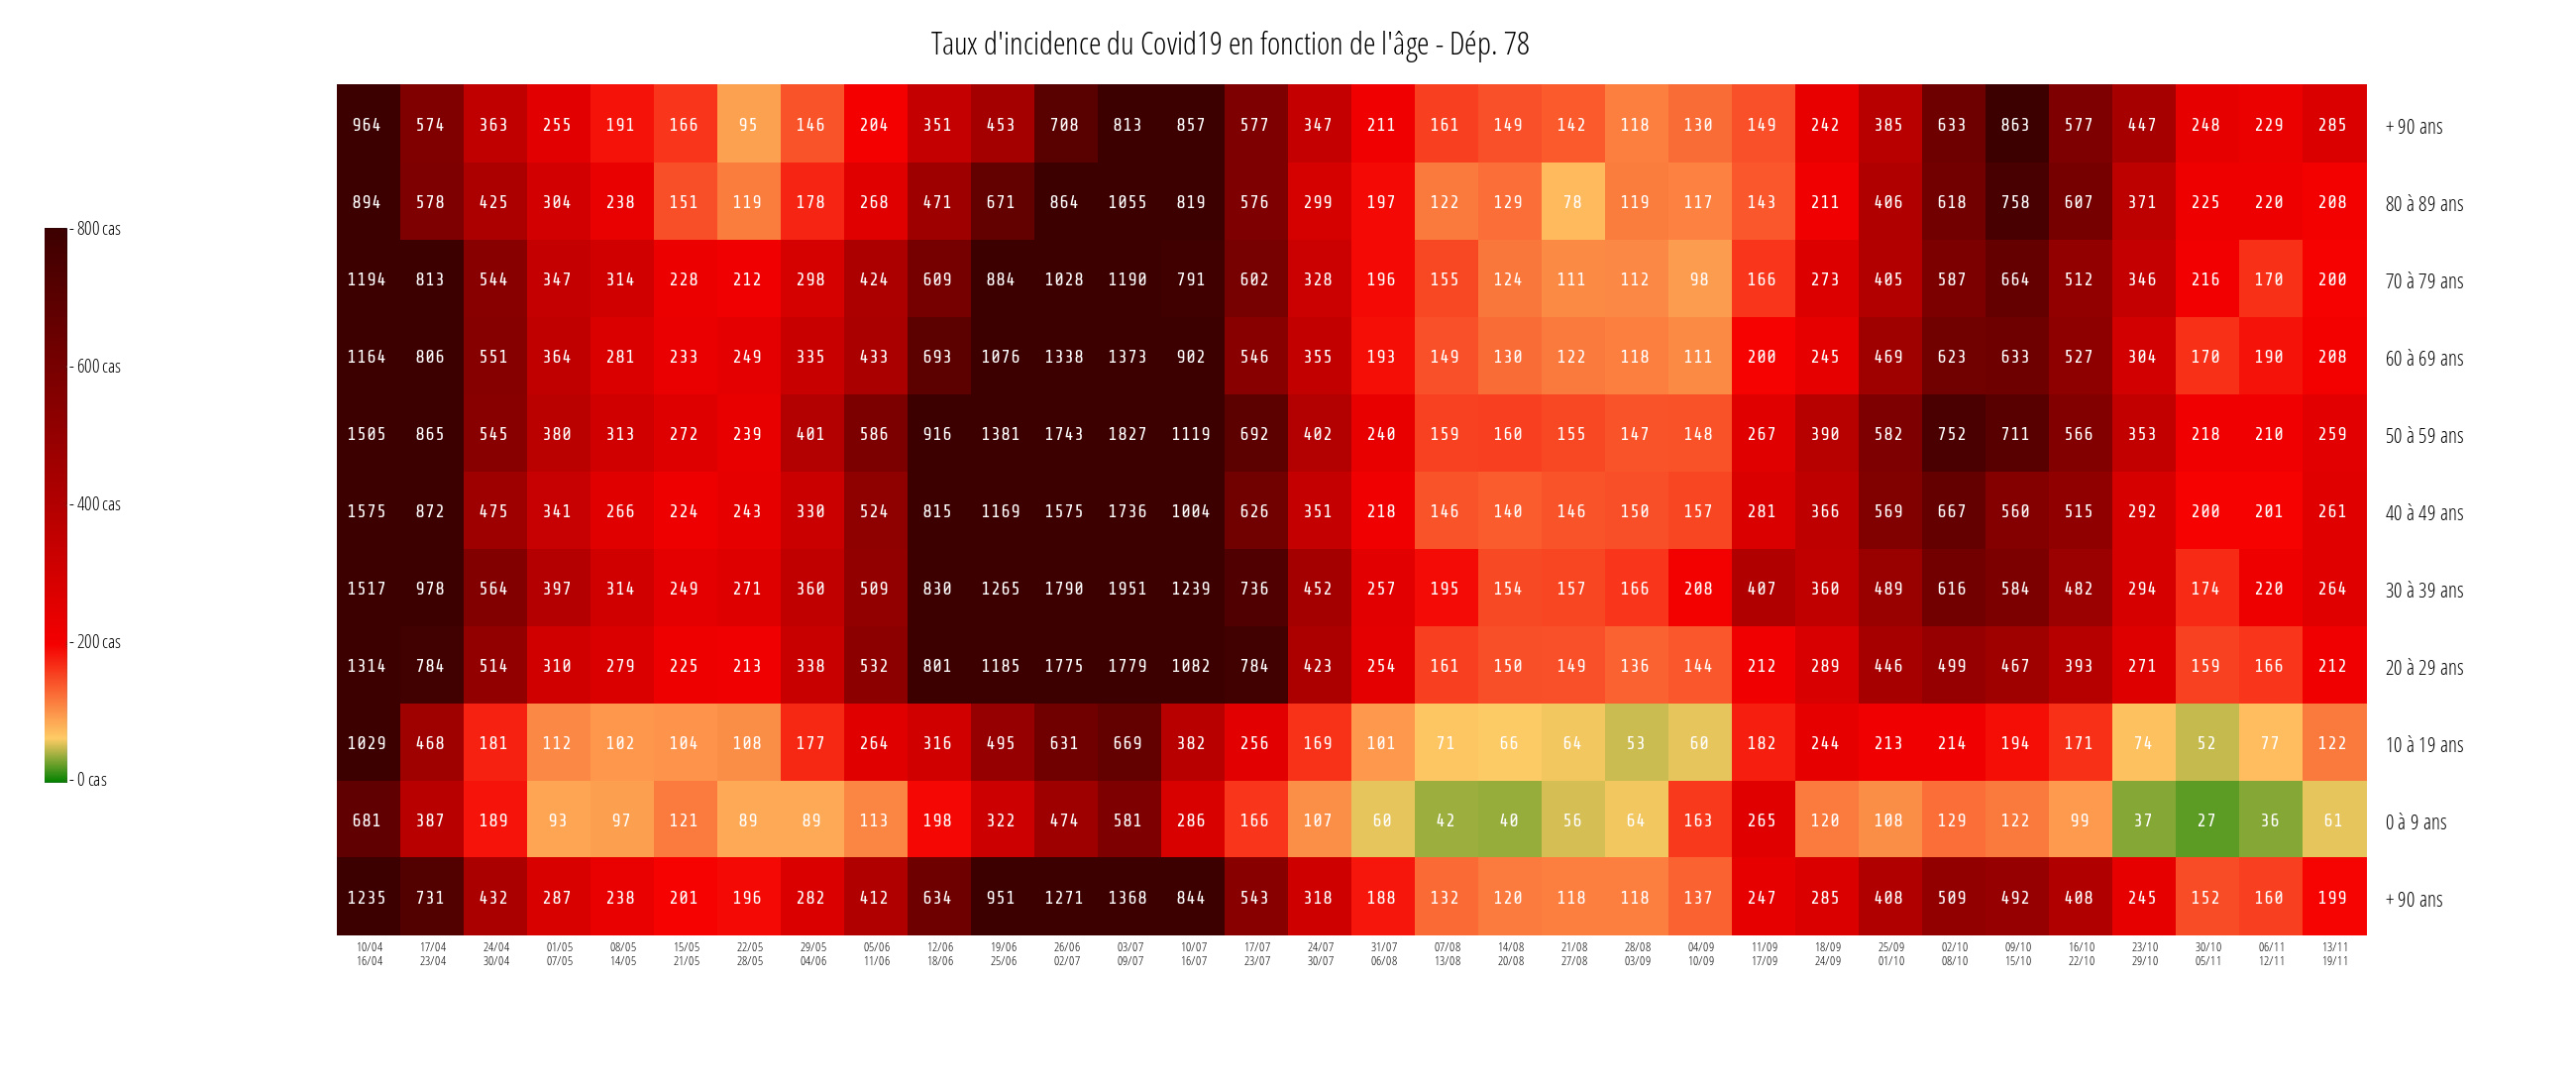 Taux d'incidence du Covid19 en fonction de l'âge - Dép. 78
964 574 363 255 191 166 95 146 204 351 453 708 813 857 577 347 211 161 149 142 118 130 149 242 385 633 863 577 447 248 229 285 + 90 ans
894 578 425 304 238 151 119 178 268 471 671 864 1055 819 576 299 197 122 129 78 119 117 143 211 406 618 758 607 371 225 220 208 80 à 89 ans
- 800 cas
1194 813 544 347 314 228 212 298 424 609 884 1028 1190 791 602 328 196 155 124 111 112 98 166 273 405 587 664 512 346 216 170 200 70 à 79 ans
1164 806 551 364 281 233 249 335 433 693 1076 1338 1373 902 546 355 193 149 130 122 118 111 200 245 469 623 633 527 304 170 190 208 60 à 69 ans
- 600 cas
1505 865 545 380 313 272 239 401 586 916 1381 1743 1827 1119 692 402 240 159 160 155 147 148 267 390 582 752 711 566 353 218 210 259 50 à 59 ans
- 400 cas
1575 872 475 341 266 224 243 330 524 815 1169 1575 1736 1004 626 351 218 146 140 146 150 157 281 366 569 667 560 515 292 200 201 261 40 à 49 ans
1517 978 564 397 314 249 271 360 509 830 1265 1790 1951 1239 736 452 257 195 154 157 166 208 407 360 489 616 584 482 294 174 220 264 30 à 39 ans
- 200 cas
1314 784 514 310 279 225 213 338 532 801 1185 1775 1779 1082 784 423 254 161 150 149 136 144 212 289 446 499 467 393 271 159 166 212 20 à 29 ans
1029 468 181 112 102 104 108 177 264 316 495 631 669 382 256 169 101 71 66 64 53 60 182 244 213 214 194 171 74 52 77 122 10 à 19 ans
- 0 cas
681 387 189 93 97 121 89 89 113 198 322 474 581 286 166 107 60 42 40 56 64 163 265 120 108 129 122 99 37 27 36 61 0 à 9 ans
1235 731 432 287 238 201 196 282 412 634 951 1271 1368 844 543 318 188 132 120 118 118 137 247 285 408 509 492 408 245 152 160 199 + 90 ans
10/04 17/04 24/04 01/05 08/05 15/05 22/05 29/05 05/06 12/06 19/06 26/06 03/07 10/07 17/07 24/07 31/07 07/08 14/08 21/08 28/08 04/09 11/09 18/09 25/09 02/10 09/10 16/10 23/10 30/10 06/11 13/11
16/04 23/04 30/04 07/05 14/05 21/05 28/05 04/06 11/06 18/06 25/06 02/07 09/07 16/07 23/07 30/07 06/08 13/08 20/08 27/08 03/09 10/09 17/09 24/09 01/10 08/10 15/10 22/10 29/10 05/11 12/11 19/11